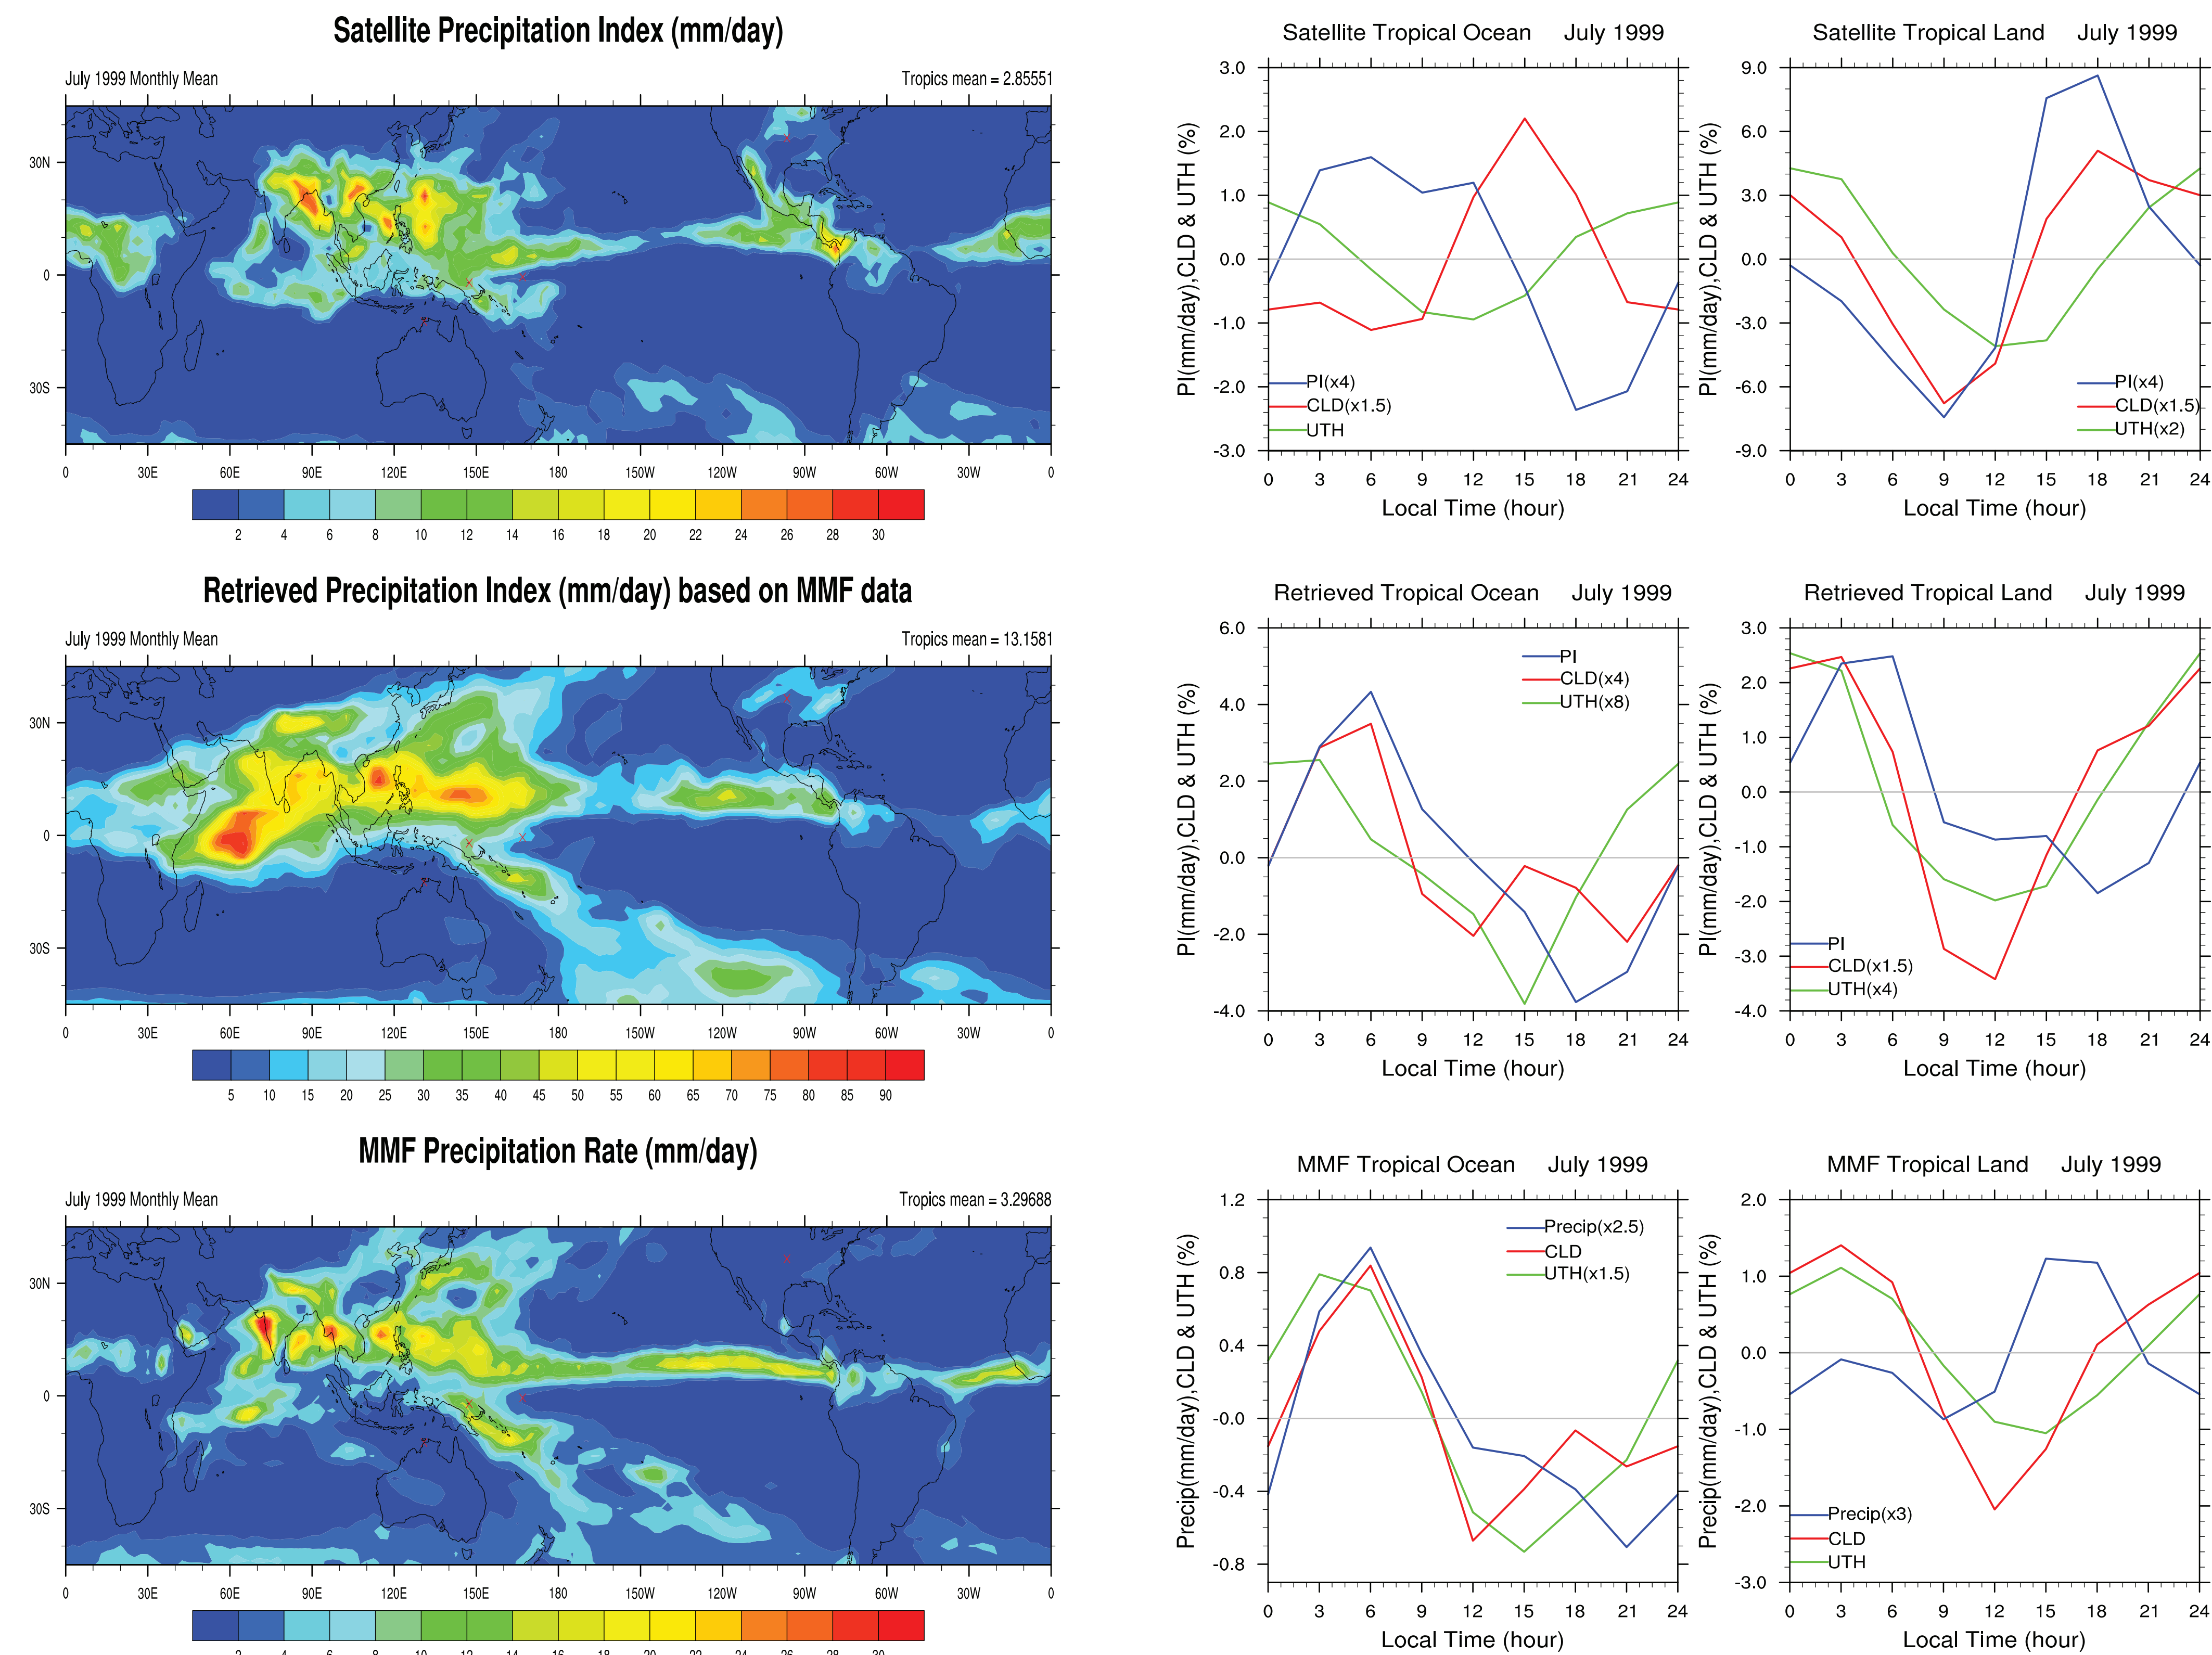 Satellite Precipitation Index (mm/day)
July 1999 Monthly Mean Tropics mean = 2.85551
30N
0
30S
0 30E 60E 90E 120E 150E 180 150W 120W 90W 60W 30W 0
2 4 6 8 10 12 14 16 18 20 22 24 26 28 30
Satellite Tropical Ocean July 1999
PI(mm/day),CLD & UTH (%)
3.0
2.0
1.0
0.0
-1.0
-2.0
-3.0
PI(x4)
CLD(x1.5)
UTH
0 3 6 9 12 15 18 21 24
Local Time (hour)
Satellite Tropical Land July 1999
PI(mm/day),CLD & UTH (%)
9.0
6.0
3.0
0.0
-3.0
-6.0
-9.0
PI(x4)
CLD(x1.5)
UTH(x2)
0 3 6 9 12 15 18 21 24
Local Time (hour)
Retrieved Precipitation Index (mm/day) based on MMF data
July 1999 Monthly Mean Tropics mean = 13.1581
30N
0
30S
0 30E 60E 90E 120E 150E 180 150W 120W 90W 60W 30W 0
5 10 15 20 25 30 35 40 45 50 55 60 65 70 75 80 85 90
Retrieved Tropical Ocean July 1999
PI(mm/day),CLD & UTH (%)
6.0
4.0
2.0
0.0
-2.0
-4.0
PI
CLD(x4)
UTH(x8)
0 3 6 9 12 15 18 21 24
Local Time (hour)
Retrieved Tropical Land July 1999
PI(mm/day),CLD & UTH (%)
3.0
2.0
1.0
0.0
-1.0
-2.0
-3.0
-4.0
PI
CLD(x1.5)
UTH(x4)
0 3 6 9 12 15 18 21 24
Local Time (hour)
MMF Precipitation Rate (mm/day)
July 1999 Monthly Mean Tropics mean = 3.29688
30N
0
30S
0 30E 60E 90E 120E 150E 180 150W 120W 90W 60W 30W 0
2 4 6 8 10 12 14 16 18 20 22 24 26 28 30
MMF Tropical Ocean July 1999
Precip(mm/day),CLD & UTH (%)
1.2
0.8
0.4
-0.0
-0.4
-0.8
Precip(x2.5)
CLD
UTH(x1.5)
0 3 6 9 12 15 18 21 24
Local Time (hour)
MMF Tropical Land July 1999
Precip(mm/day),CLD & UTH (%)
2.0
1.0
0.0
-1.0
-2.0
-3.0
Precip(x3)
CLD
UTH
0 3 6 9 12 15 18 21 24
Local Time (hour)